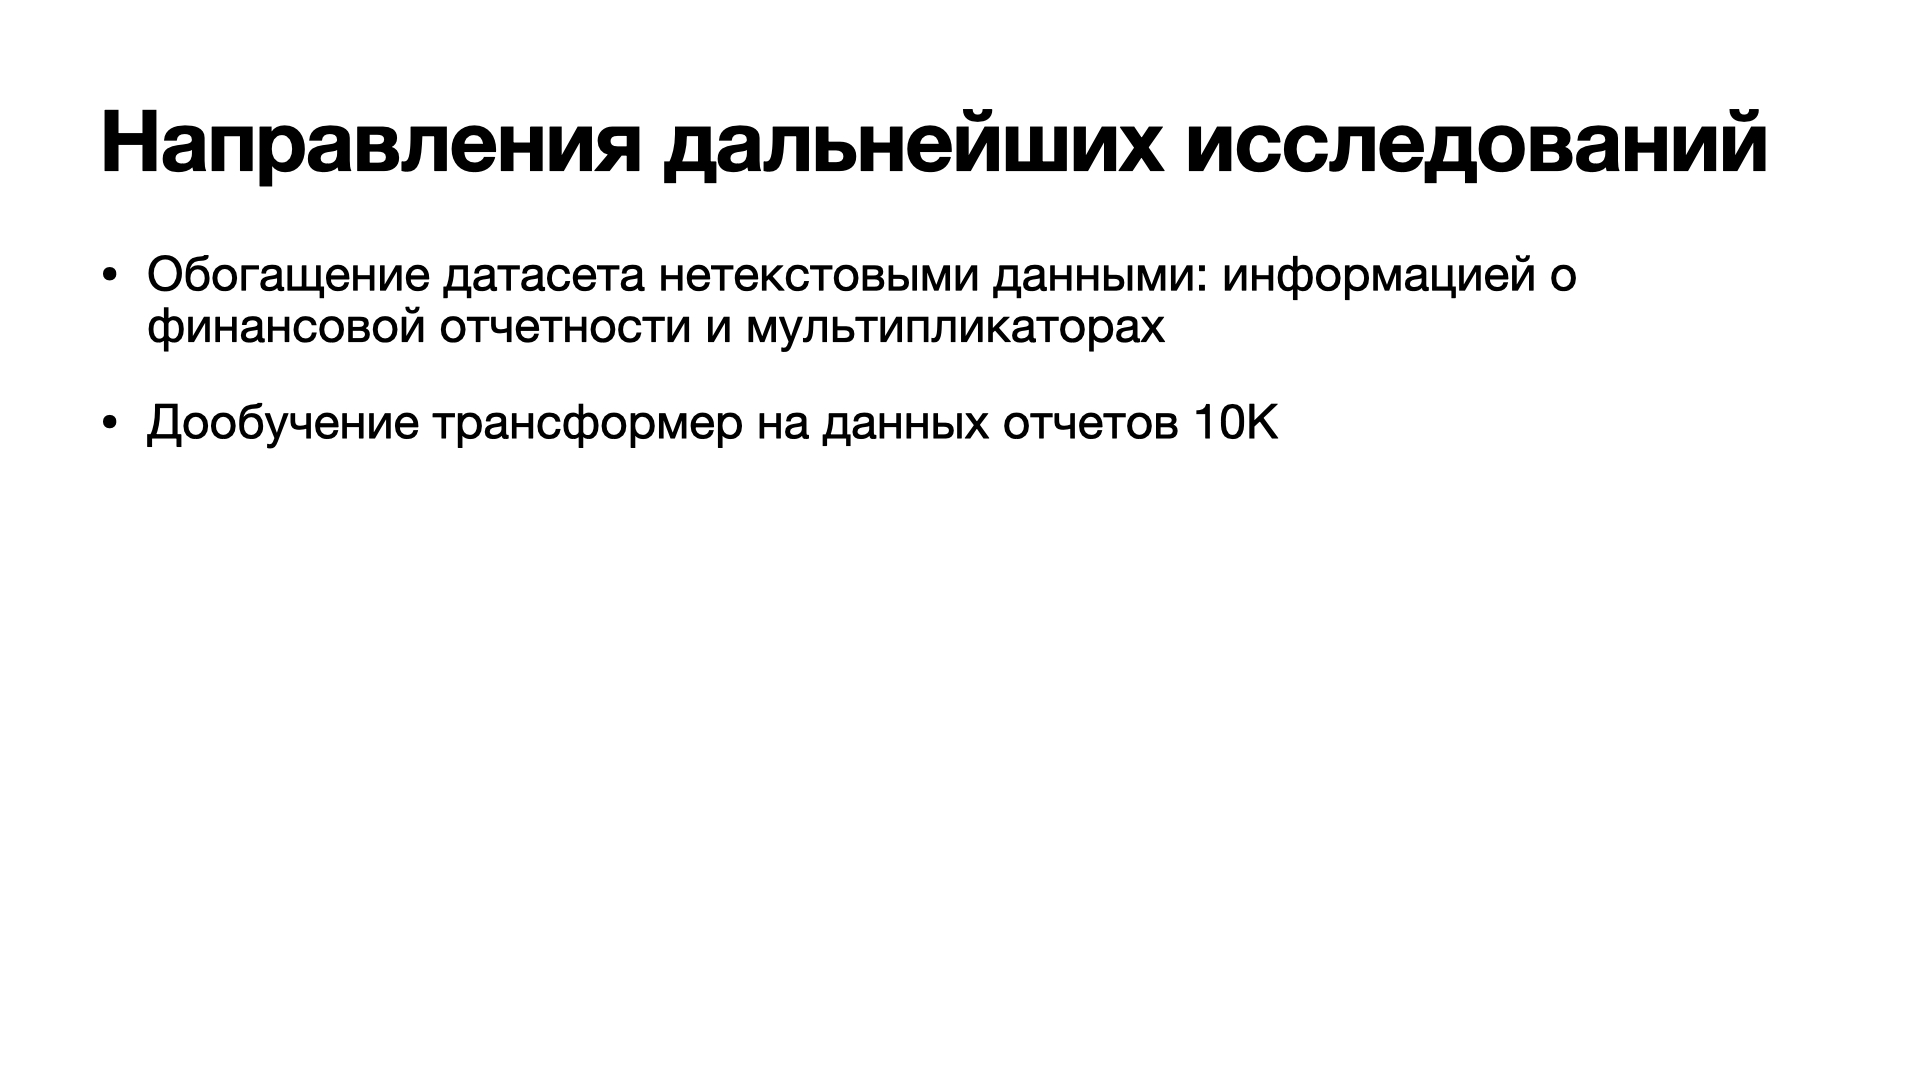 Направления дальнейших исследований
• Обогащение датасета нетекстовыми данными: информацией о
финансовой отчетности и мультипликаторах
• Дообучение трансформер на данных отчетов 10K